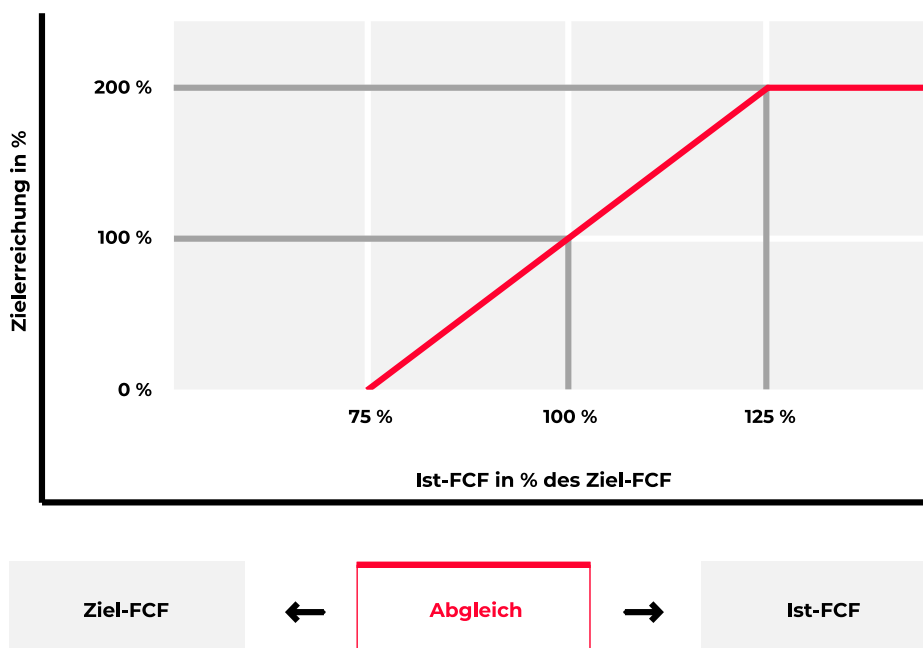 Zielerreichung in %
200 %
100 %
0 %
75 %
100 %
125 %
Ist-FCF in % des Ziel-FCF
Ziel-FCF
Abgleich
Ist-FCF